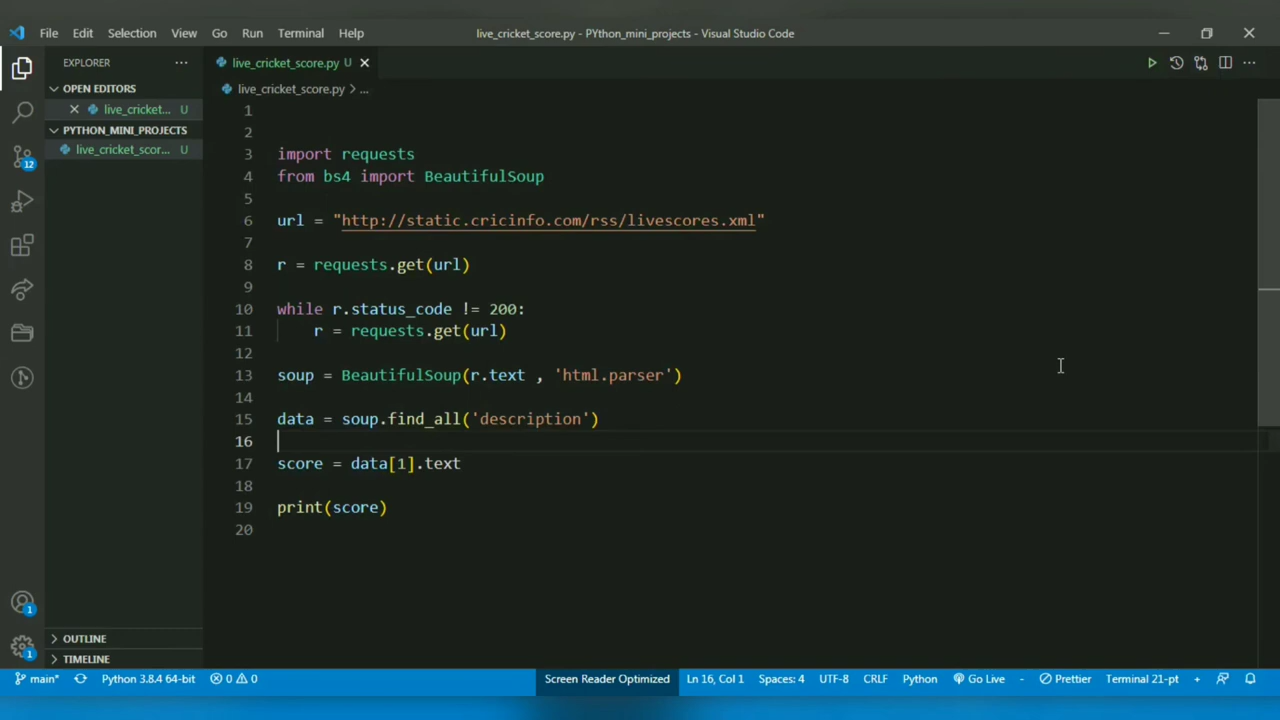 File Edit Selection View Go Run Terminal Help live_cricket_score.py - PYthon_mini_projects - Visual Studio Code
EXPLORER ... live_cricket_score.py U
OPEN EDITORS
live_cricket_score.py > ...
live_cricket... U
PYTHON_MINI_PROJECTS
live_cricket_scor... U
1
2
3 import requests
4 from bs4 import BeautifulSoup
5
6 url = "http://static.cricinfo.com/rss/livescores.xml"
7
8 r = requests.get(url)
9
10 while r.status_code != 200:
11 r = requests.get(url)
12
13 soup = BeautifulSoup(r.text , 'html.parser')
14
15 data = soup.find_all('description')
16
17 score = data[1].text
18
19 print(score)
20
12
1
1
OUTLINE
TIMELINE
main* Python 3.8.4 64-bit 0 0 Screen Reader Optimized Ln 16, Col 1 Spaces: 4 UTF-8 CRLF Python Go Live - Prettier Terminal 21-pt +